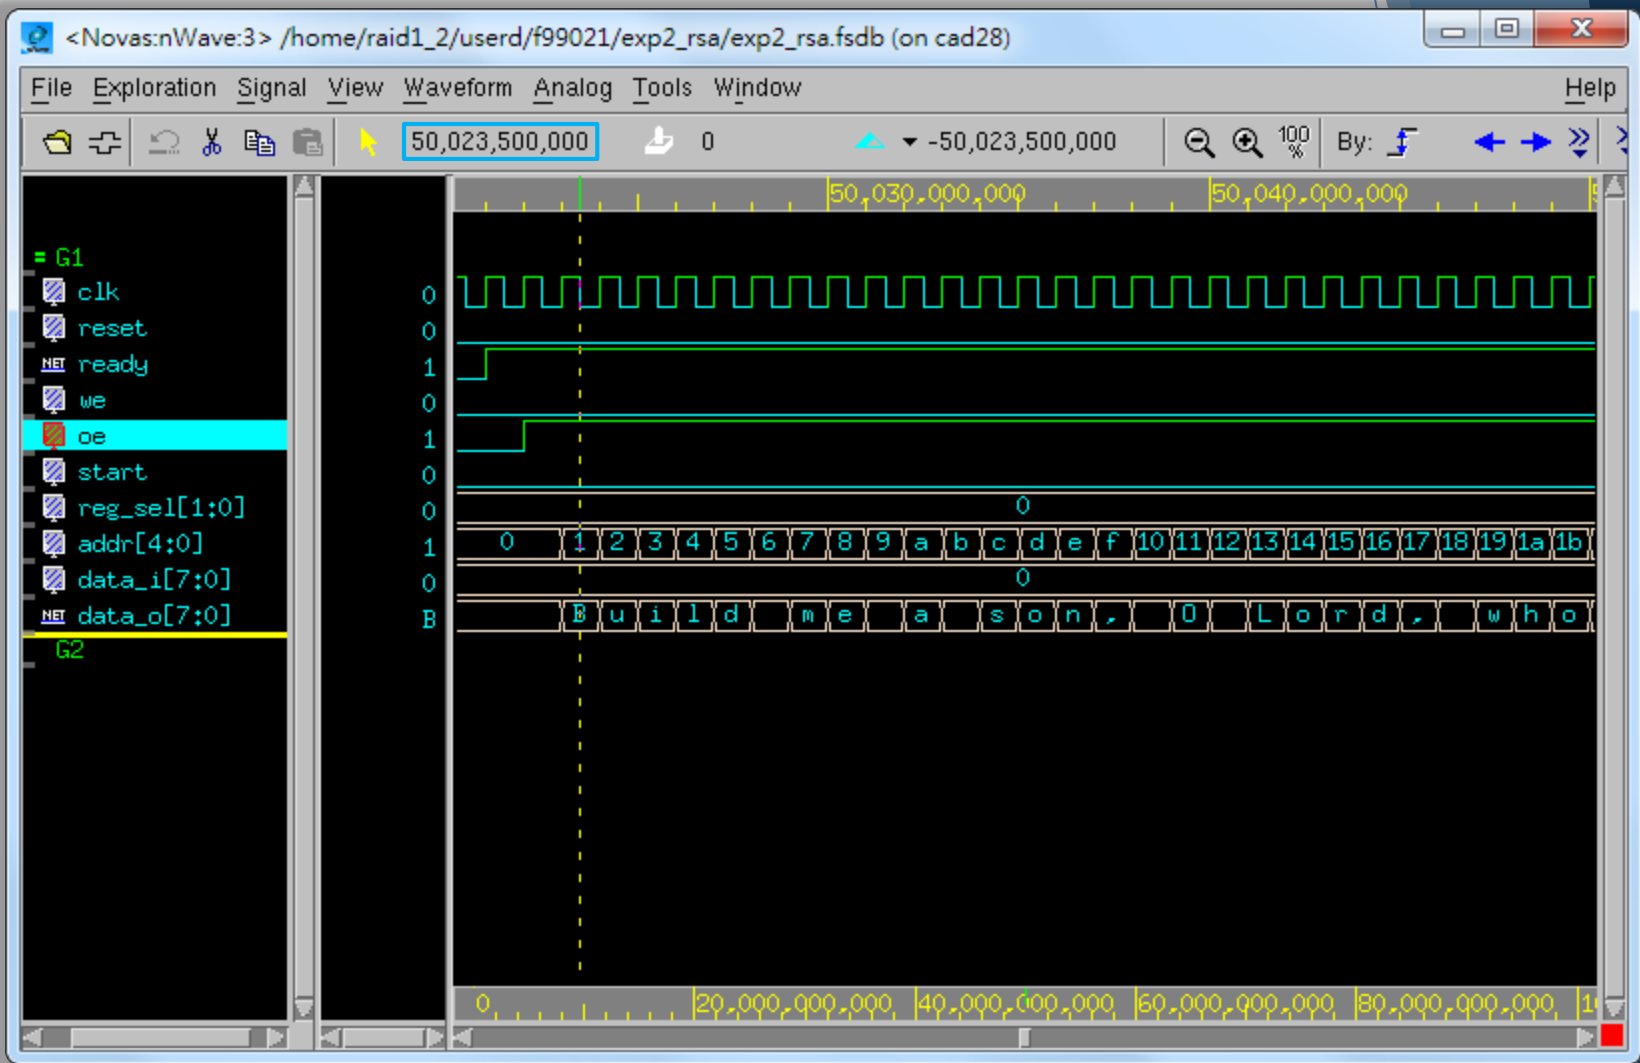 <Novas:nWave:3> /home/raid1_2/userd/f99021/exp2_rsa/exp2_rsa.fsdb (on cad28)
File Exploration Signal View Waveform Analog Tools Window Help
50,023,500,000 0 -50,023,500,000 100 % By:
50,030,000,000 50,040,000,000
= G1
clk 0
reset 0
NET ready 1
we 0
oe 1
start 0
reg_sel[1:0] 0 0
addr[4:0] 1 0 1 2 3 4 5 6 7 8 9 a b c d e f 10 11 12 13 14 15 16 17 18 19 1a 1b
data_i[7:0] 0 0
NET data_o[7:0] B B u i l d m e a s o n , O L o r d , w h o
G2
0 20,000,000,000 40,000,000,000 60,000,000,000 80,000,000,000